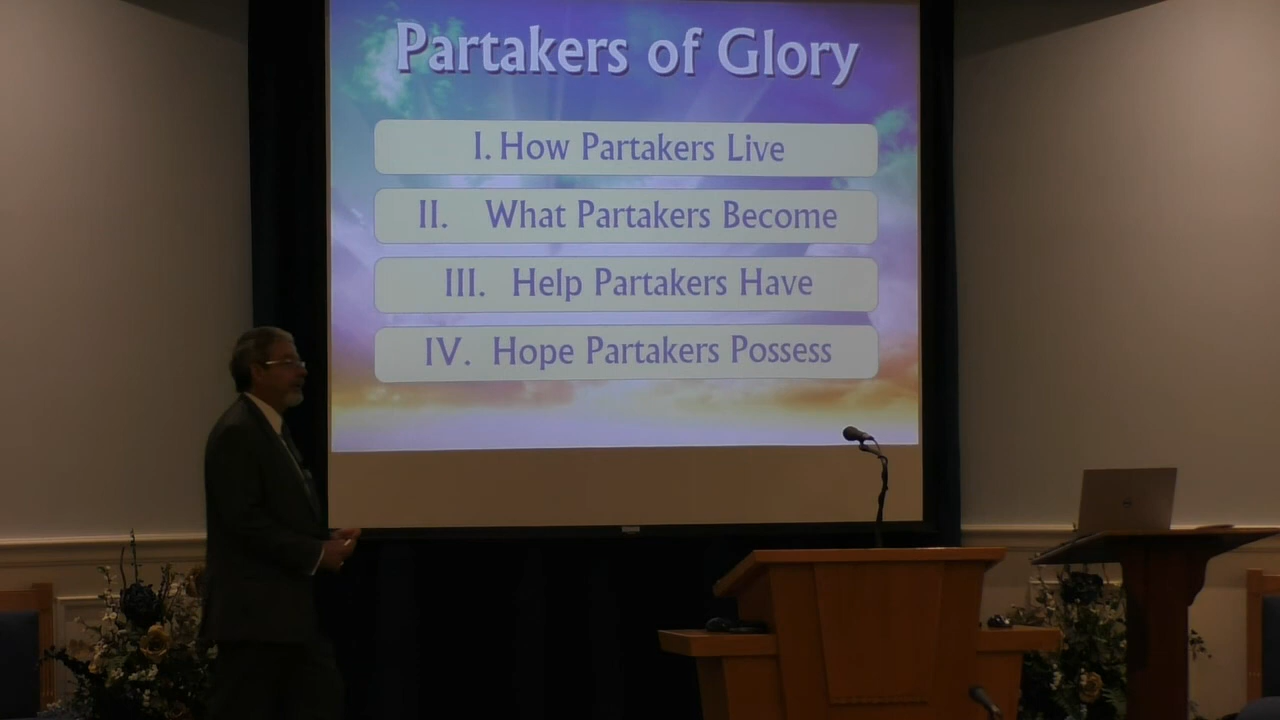 Partakers of Glory
I. How Partakers Live
II. What Partakers Become
III. Help Partakers Have
IV. Hope Partakers Possess